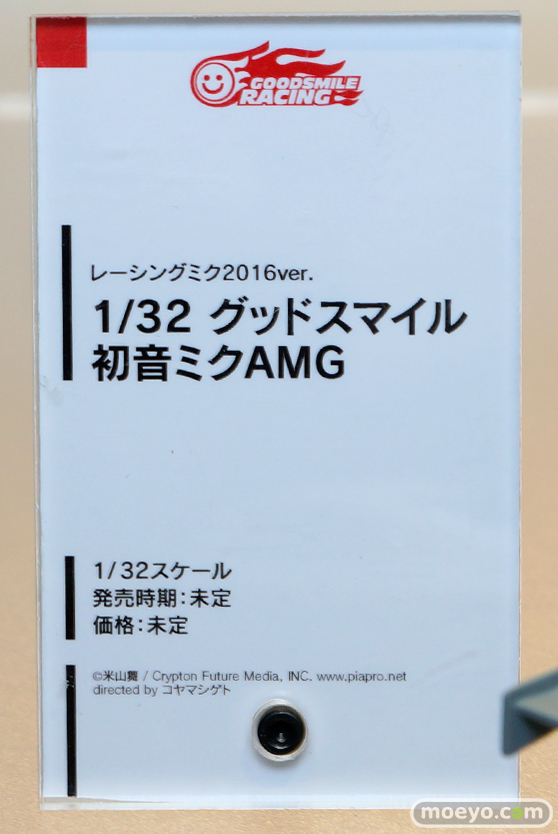 GOODSMILE
RACING
レーシングミク2016ver.
1/32 グッドスマイル
初音ミクAMG
1/32スケール
発売時期:未定
価格:未定
©米山舞 / Crypton Future Media, INC. www.piapro.net
directed by コヤマシゲト
moeyo.com